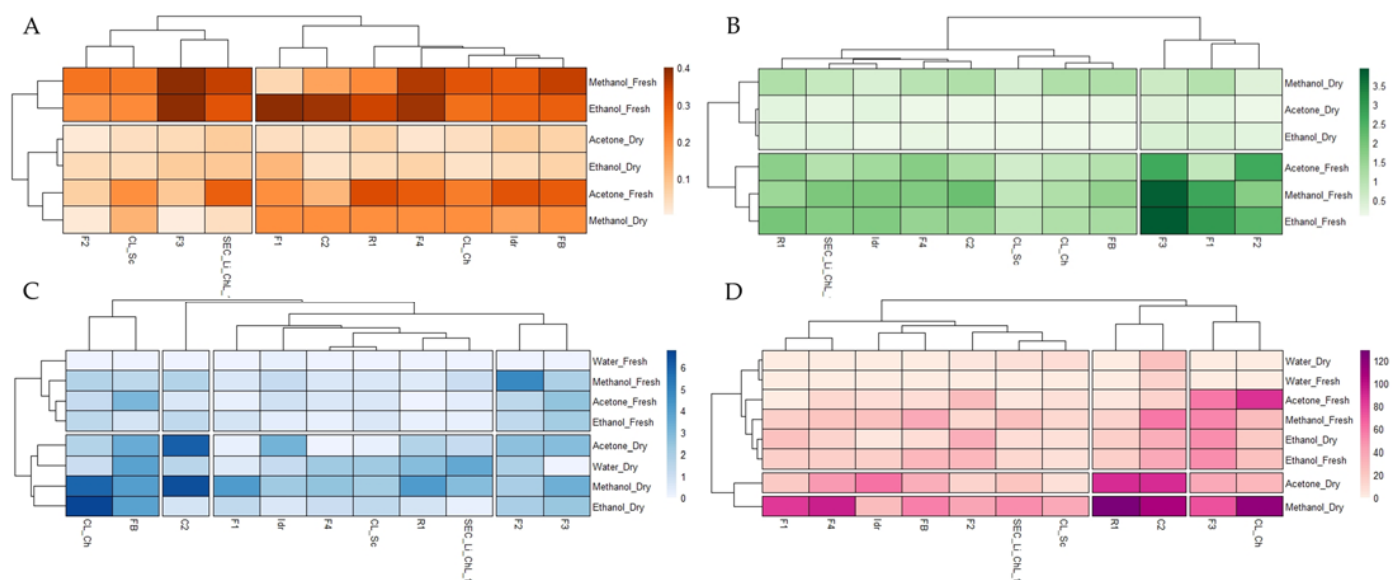 A
Methanol_Fresh
Ethanol_Fresh
Acetone_Dry
Ethanol_Dry
Acetone_Fresh
Methanol_Dry
F2
CL_Sc
F3
SEC_Li_ChL_
F1
C2
R1
F4
CL_Ch
Idr
FB
0.4
0.3
0.2
0.1
B
Methanol_Dry
Acetone_Dry
Ethanol_Dry
Acetone_Fresh
Methanol_Fresh
Ethanol_Fresh
R1
SEC_Li_ChL_
Idr
F4
C2
CL_Sc
CL_Ch
FB
F3
F1
F2
3.5
3
2.5
2
1.5
1
0.5
C
Water_Fresh
Methanol_Fresh
Acetone_Fresh
Ethanol_Fresh
Acetone_Dry
Water_Dry
Methanol_Dry
Ethanol_Dry
CL_Ch
FB
C2
F1
Idr
F4
CL_Sc
R1
SEC_Li_ChL_
F2
F3
6
5
4
3
2
1
0
D
Water_Dry
Water_Fresh
Acetone_Fresh
Methanol_Fresh
Ethanol_Dry
Ethanol_Fresh
Acetone_Dry
Methanol_Dry
F1
F4
Idr
FB
F2
SEC_Li_ChL_
CL_Sc
R1
C2
F3
CL_Ch
120
100
80
60
40
20
0